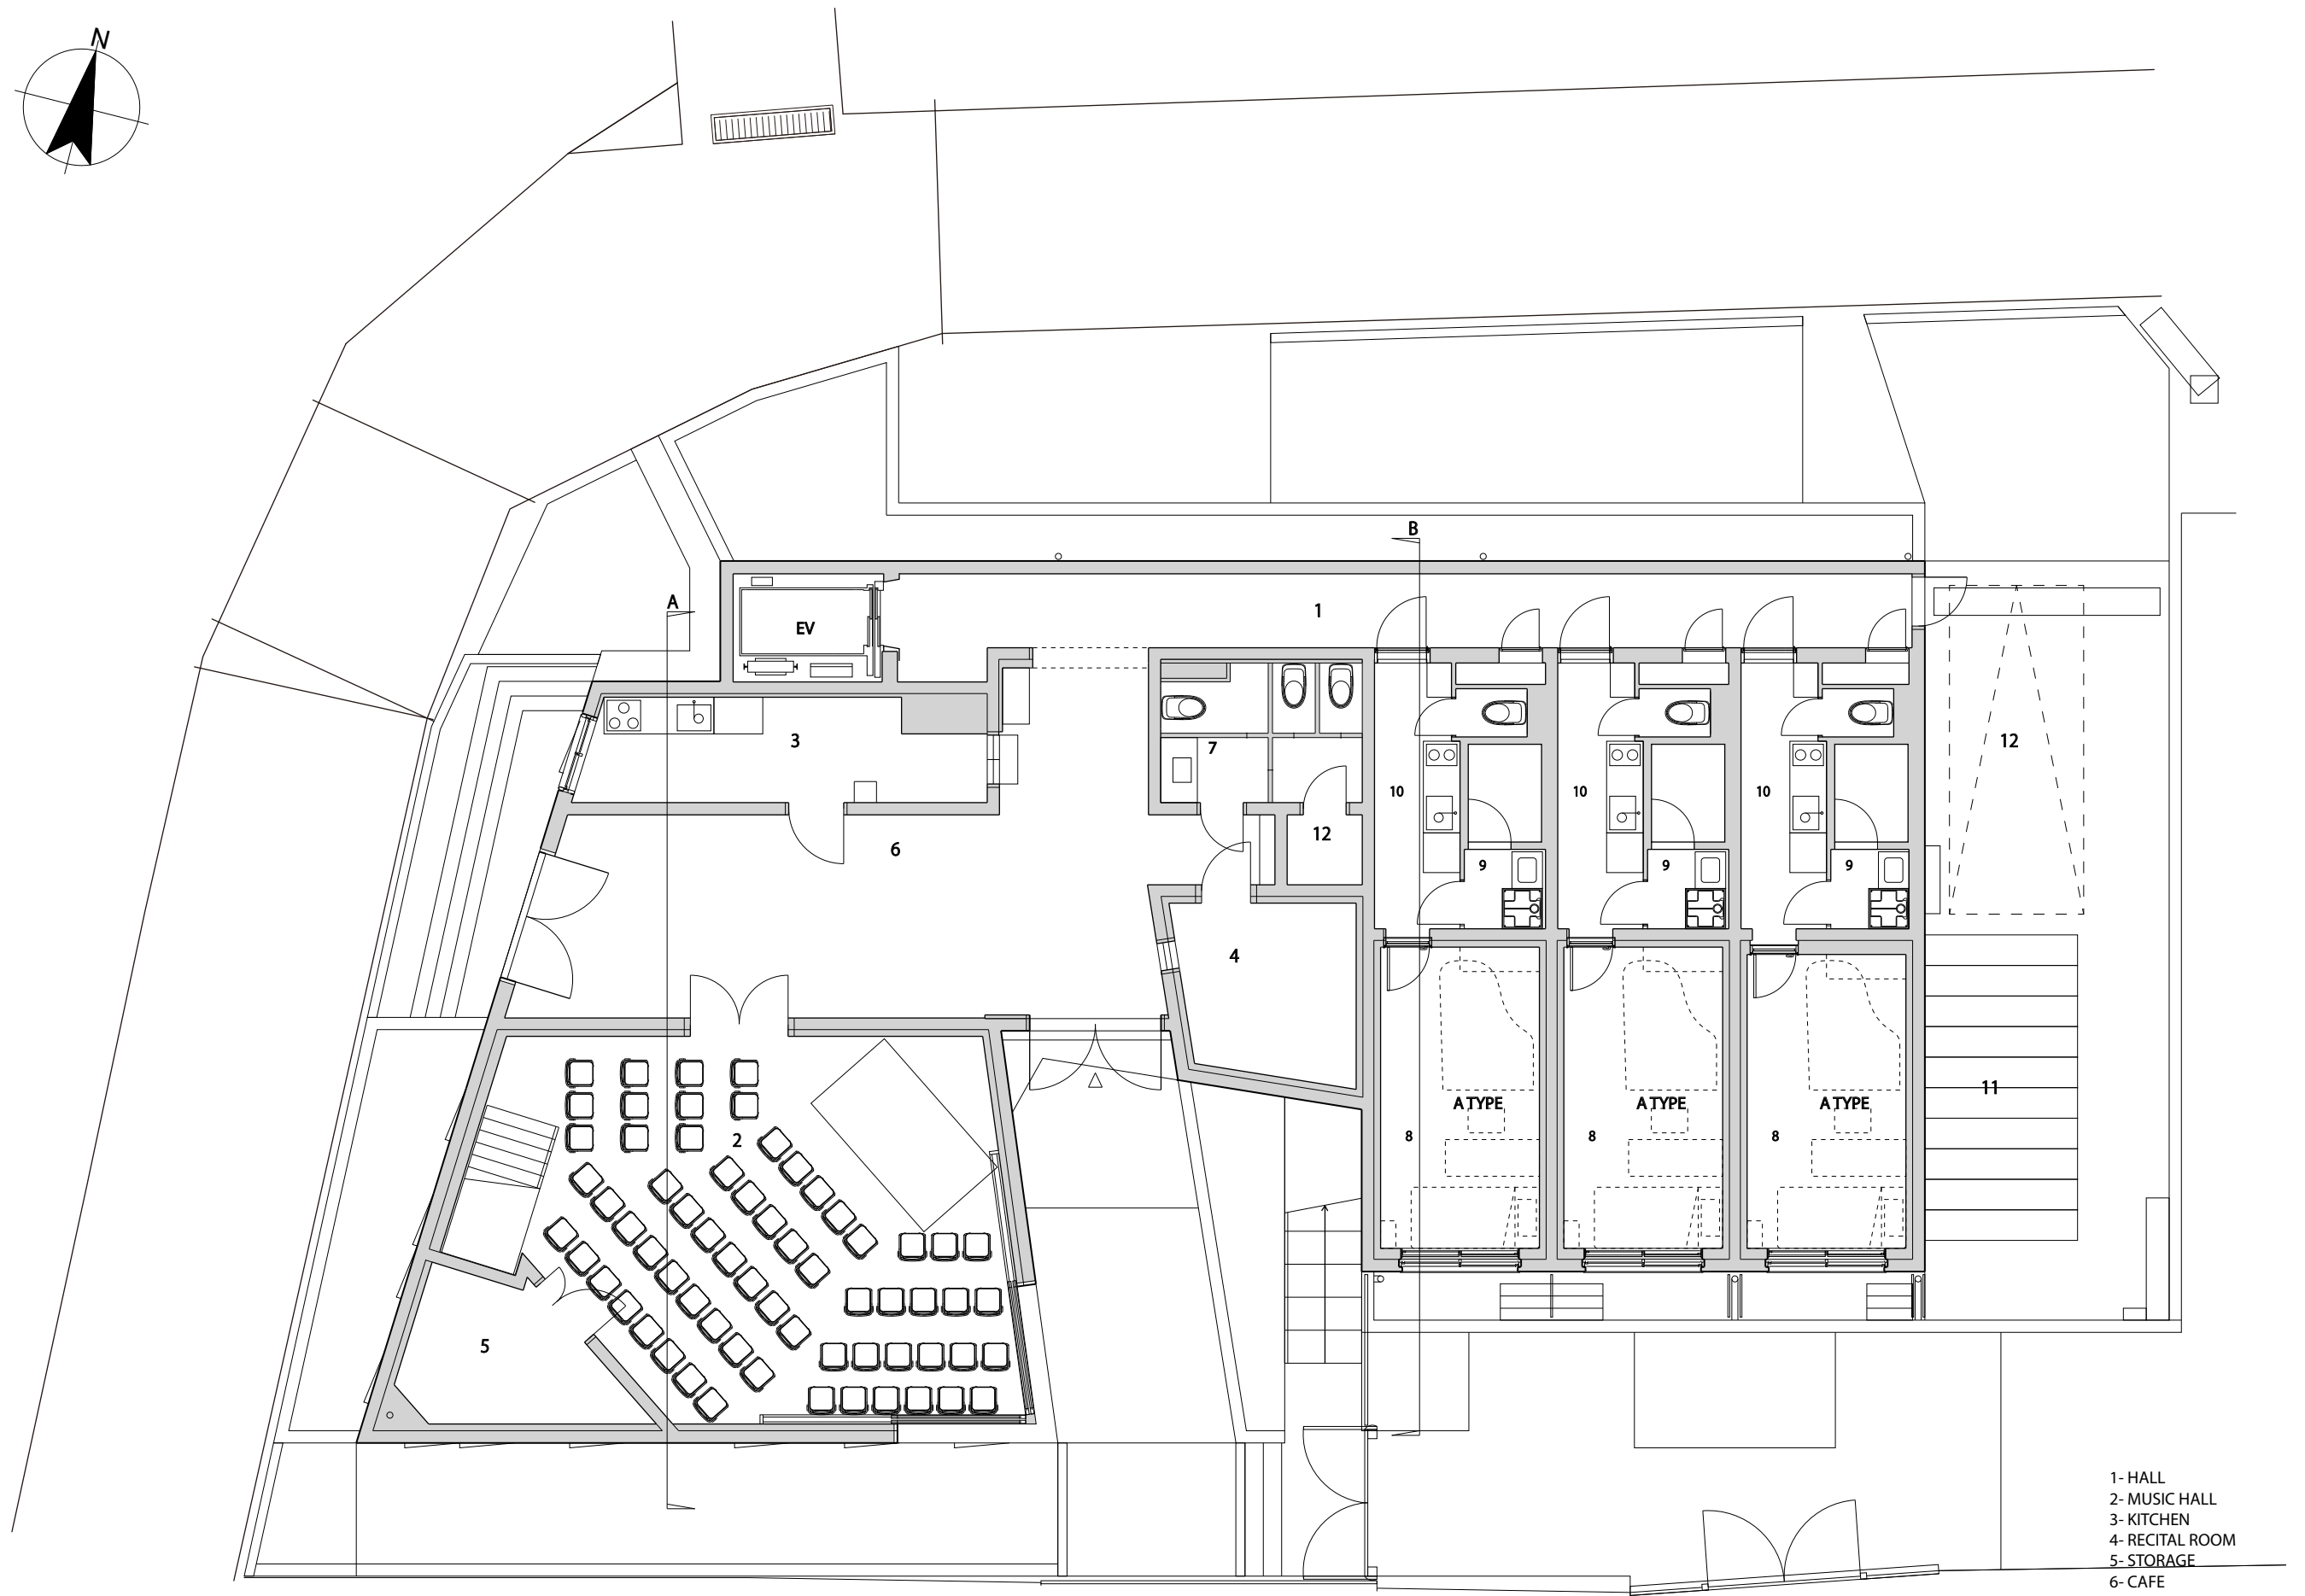 N
B
A
1
EV
12
3
7
10
10
10
12
6
9
9
9
4
11
A TYPE
A TYPE
A TYPE
2
8
8
8
5
1- HALL
2- MUSIC HALL
3- KITCHEN
4- RECITAL ROOM
5- STORAGE
6- CAFE